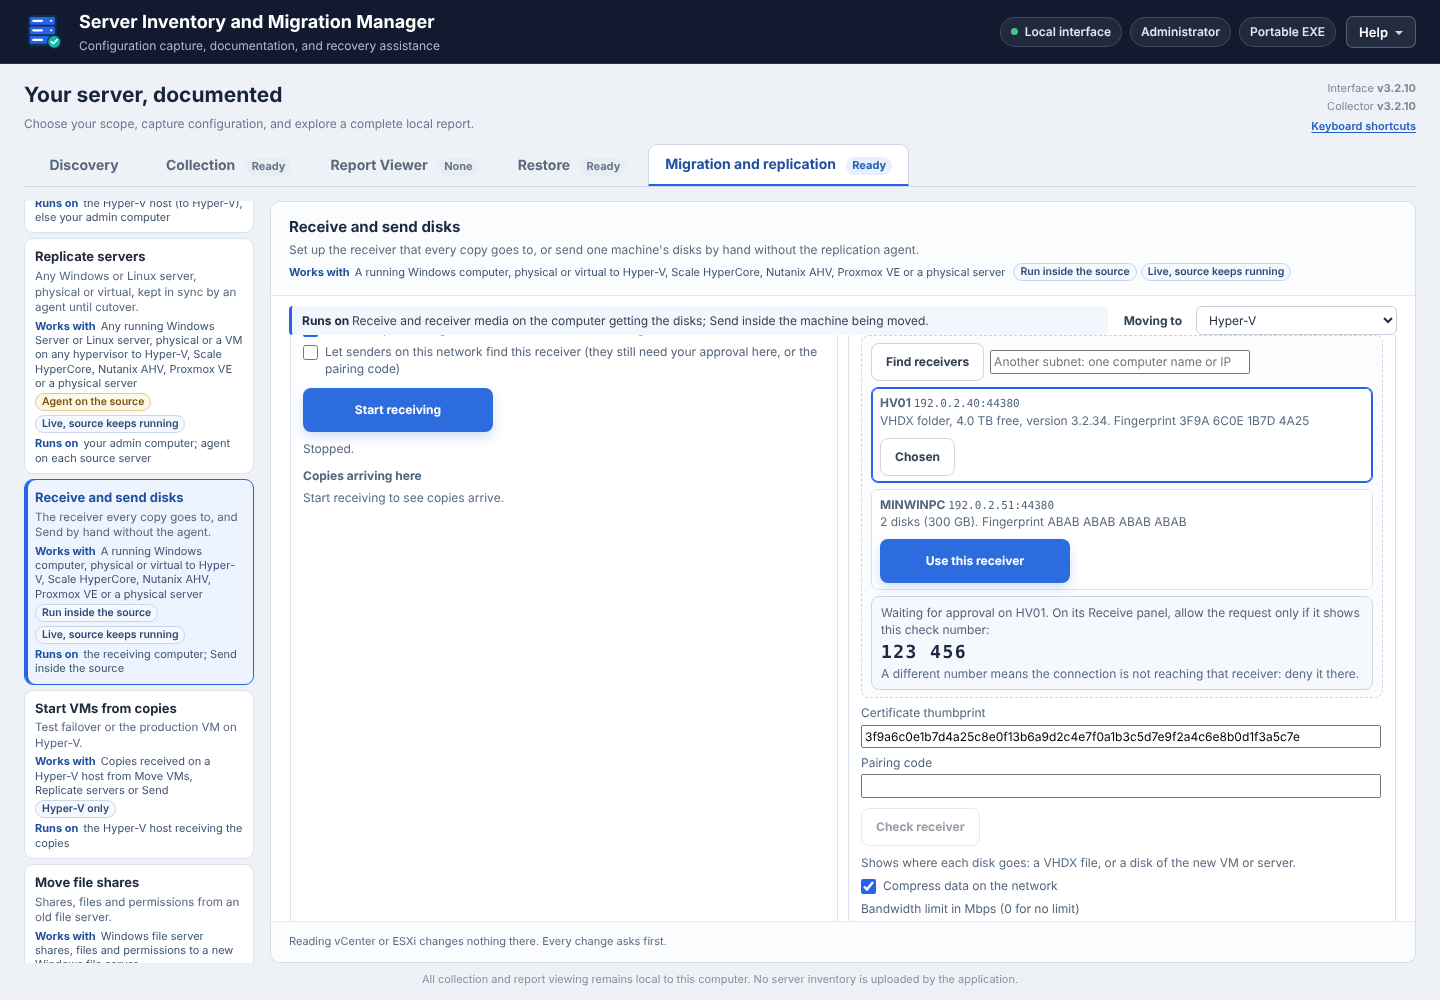 Server Inventory and Migration Manager
Configuration capture, documentation, and recovery assistance
Local interface
Administrator
Portable EXE
Help
Your server, documented
Choose your scope, capture configuration, and explore a complete local report.
Interface v3.2.10
Collector v3.2.10
Keyboard shortcuts
Discovery
Collection Ready
Report Viewer None
Restore Ready
Migration and replication Ready
Runs on the Hyper-V host (to Hyper-V),
else your admin computer
Replicate servers
Any Windows or Linux server,
physical or virtual, kept in sync by an
agent until cutover.
Works with Any running Windows
Server or Linux server, physical or a VM
on any hypervisor to Hyper-V, Scale
HyperCore, Nutanix AHV, Proxmox VE
or a physical server
Agent on the source
Live, source keeps running
Runs on your admin computer; agent
on each source server
Receive and send disks
The receiver every copy goes to, and
Send by hand without the agent.
Works with A running Windows
computer, physical or virtual to Hyper-
V, Scale HyperCore, Nutanix AHV,
Proxmox VE or a physical server
Run inside the source
Live, source keeps running
Runs on the receiving computer; Send
inside the source
Start VMs from copies
Test failover or the production VM on
Hyper-V.
Works with Copies received on a
Hyper-V host from Move VMs,
Replicate servers or Send
Hyper-V only
Runs on the Hyper-V host receiving the
copies
Move file shares
Shares, files and permissions from an
old file server.
Works with Windows file server
shares, files and permissions to a new
Windows file server
Receive and send disks
Set up the receiver that every copy goes to, or send one machine's disks by hand without the replication agent.
Works with A running Windows computer, physical or virtual to Hyper-V, Scale HyperCore, Nutanix AHV, Proxmox VE or a physical server Run inside the source Live, source keeps running
Runs on Receive and receiver media on the computer getting the disks; Send inside the machine being moved.
Moving to Hyper-V
Let senders on this network find this receiver (they still need your approval here, or the
pairing code)
Start receiving
Stopped.
Copies arriving here
Start receiving to see copies arrive.
Find receivers
Another subnet: one computer name or IP
HV01 192.0.2.40:44380
VHDX folder, 4.0 TB free, version 3.2.34. Fingerprint 3F9A 6C0E 1B7D 4A25
Chosen
MINWINPC 192.0.2.51:44380
2 disks (300 GB). Fingerprint ABAB ABAB ABAB ABAB
Use this receiver
Waiting for approval on HV01. On its Receive panel, allow the request only if it shows
this check number:
123 456
A different number means the connection is not reaching that receiver: deny it there.
Certificate thumbprint
3f9a6c0e1b7d4a25c8e0f13b6a9d2c4e7f0a1b3c5d7e9f2a4c6e8b0d1f3a5c7e
Pairing code
Check receiver
Shows where each disk goes: a VHDX file, or a disk of the new VM or server.
Compress data on the network
Bandwidth limit in Mbps (0 for no limit)
Reading vCenter or ESXi changes nothing there. Every change asks first.
All collection and report viewing remains local to this computer. No server inventory is uploaded by the application.